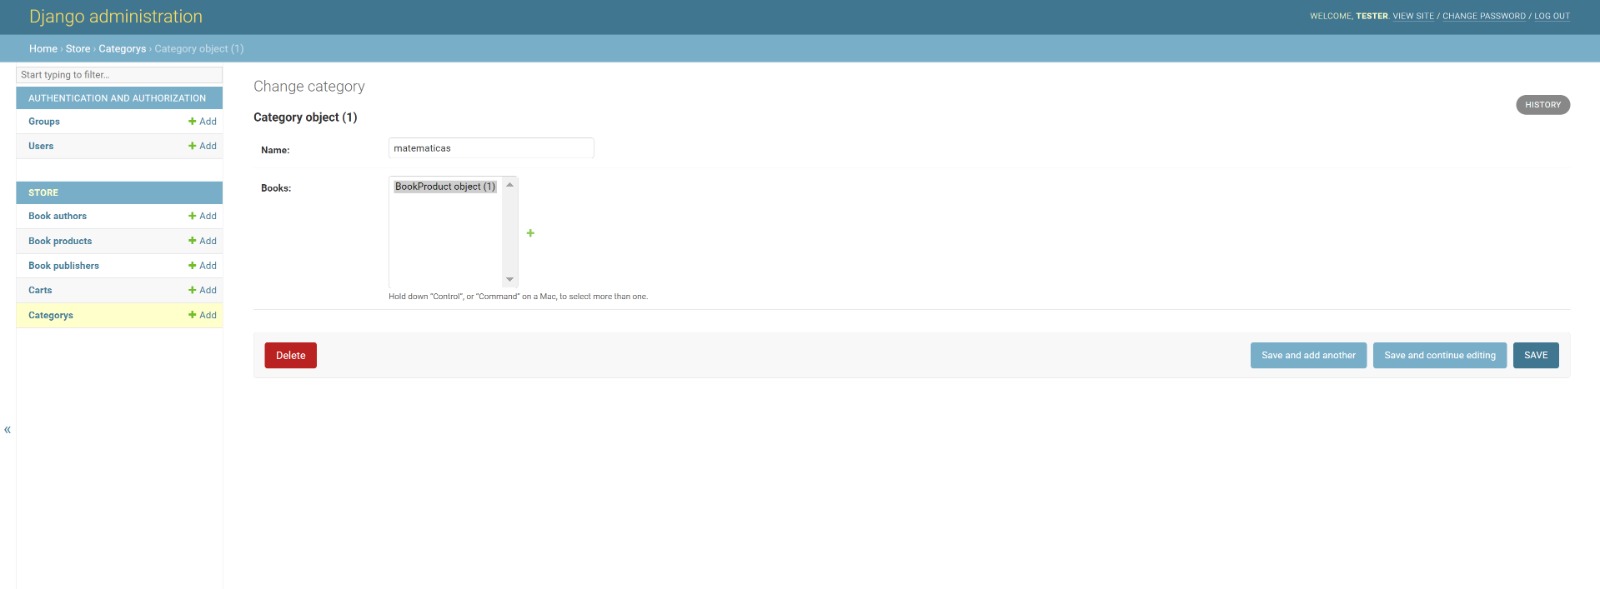 Django administration
WELCOME, TESTER. VIEW SITE / CHANGE PASSWORD / LOG OUT
Home › Store › Categorys › Category object (1)
Start typing to filter...
AUTHENTICATION AND AUTHORIZATION
Groups + Add
Users + Add
STORE
Book authors + Add
Book products + Add
Book publishers + Add
Carts + Add
Categorys + Add
«
Change category
HISTORY
Category object (1)
Name: matematicas
Books: BookProduct object (1)
+
Hold down "Control", or "Command" on a Mac, to select more than one.
Delete
Save and add another Save and continue editing SAVE